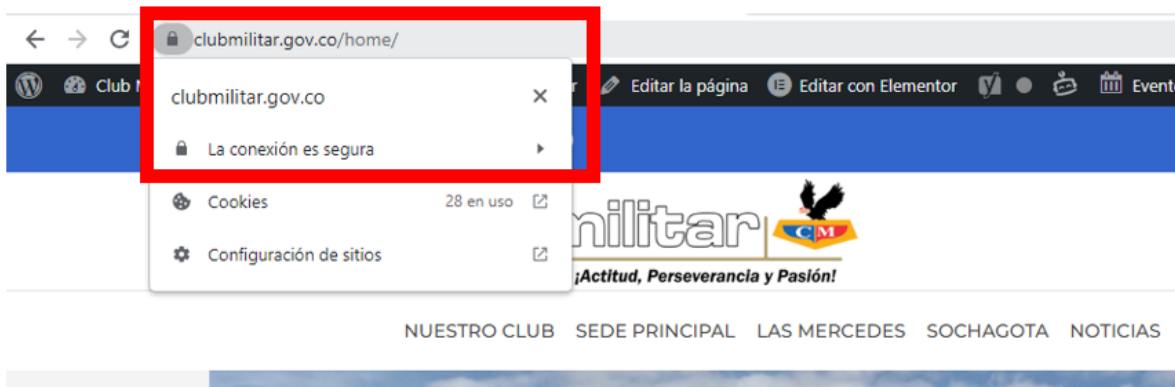 clubmilitar.gov.co/home/
Club Editar la página Editar con Elementor
clubmilitar.gov.co
La conexión es segura
Cookies 28 en uso
Configuración de sitios
militar
CM
¡Actitud, Perseverancia y Pasión!
NUESTRO CLUB SEDE PRINCIPAL LAS MERCEDES SOCHAGOTA NOTICIAS